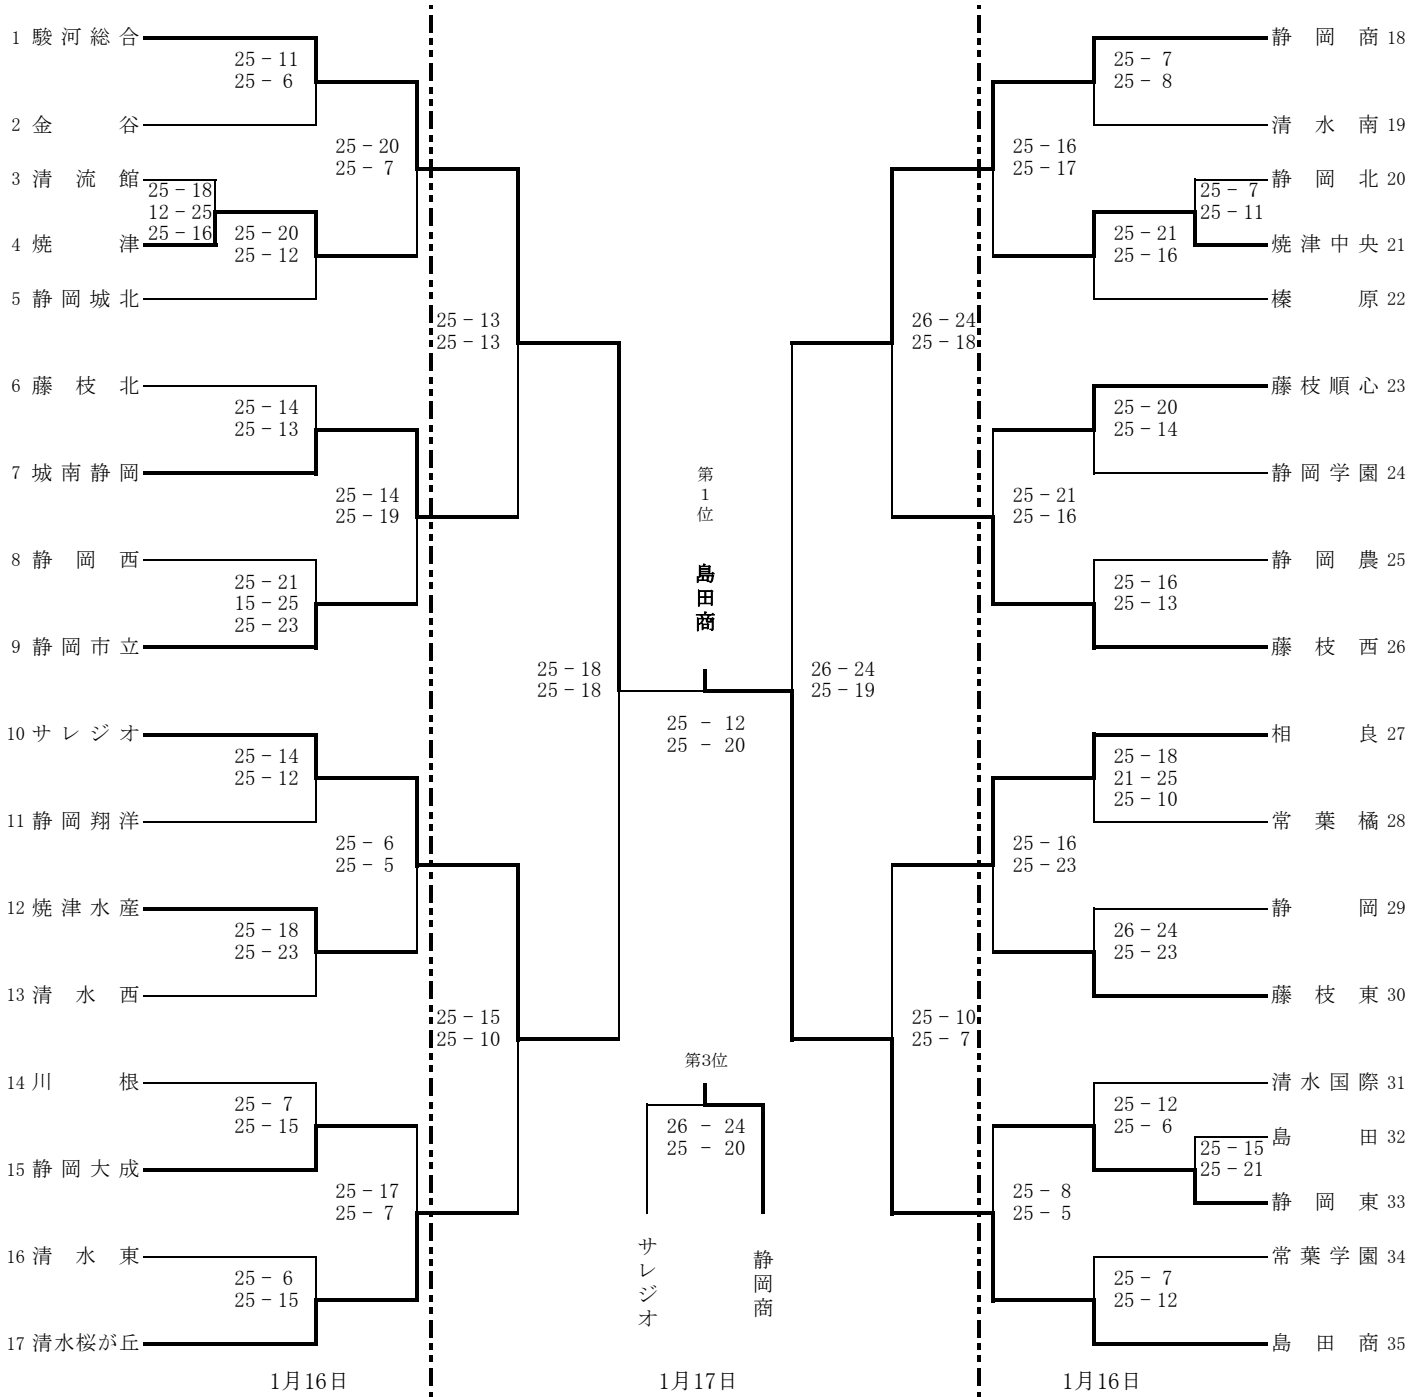 1 駿河総合
25 - 11
25 - 6
2 金谷
25 - 20
25 - 7
3 清流館
25 - 18
12 - 25
25 - 16
4 焼津
25 - 20
25 - 12
5 静岡城北
25 - 13
25 - 13
6 藤枝北
25 - 14
25 - 13
7 城南静岡
25 - 14
25 - 19
8 静岡西
25 - 21
15 - 25
25 - 23
9 静岡市立
25 - 18
25 - 18
10 サレジオ
25 - 14
25 - 12
11 静岡翔洋
25 - 6
25 - 5
12 焼津水産
25 - 18
25 - 23
13 清水西
25 - 15
25 - 10
14 川根
25 - 7
25 - 15
15 静岡大成
25 - 17
25 - 7
16 清水東
25 - 6
25 - 15
17 清水桜が丘
1月16日
第1位
島田商
25 - 12
25 - 20
第3位
26 - 24
25 - 20
サレジオ
静岡商
1月17日
静岡商 18
25 - 7
25 - 8
清水南 19
25 - 16
25 - 17
静岡北 20
25 - 7
25 - 11
焼津中央 21
25 - 21
25 - 16
榛原 22
26 - 24
25 - 18
藤枝順心 23
25 - 20
25 - 14
静岡学園 24
25 - 21
25 - 16
静岡農 25
25 - 16
25 - 13
藤枝西 26
26 - 24
25 - 19
相良 27
25 - 18
21 - 25
25 - 10
常葉橘 28
25 - 16
25 - 23
静岡 29
26 - 24
25 - 23
藤枝東 30
25 - 10
25 - 7
清水国際 31
25 - 12
25 - 6
島田 32
25 - 15
25 - 21
静岡東 33
25 - 8
25 - 5
常葉学園 34
25 - 7
25 - 12
島田商 35
1月16日